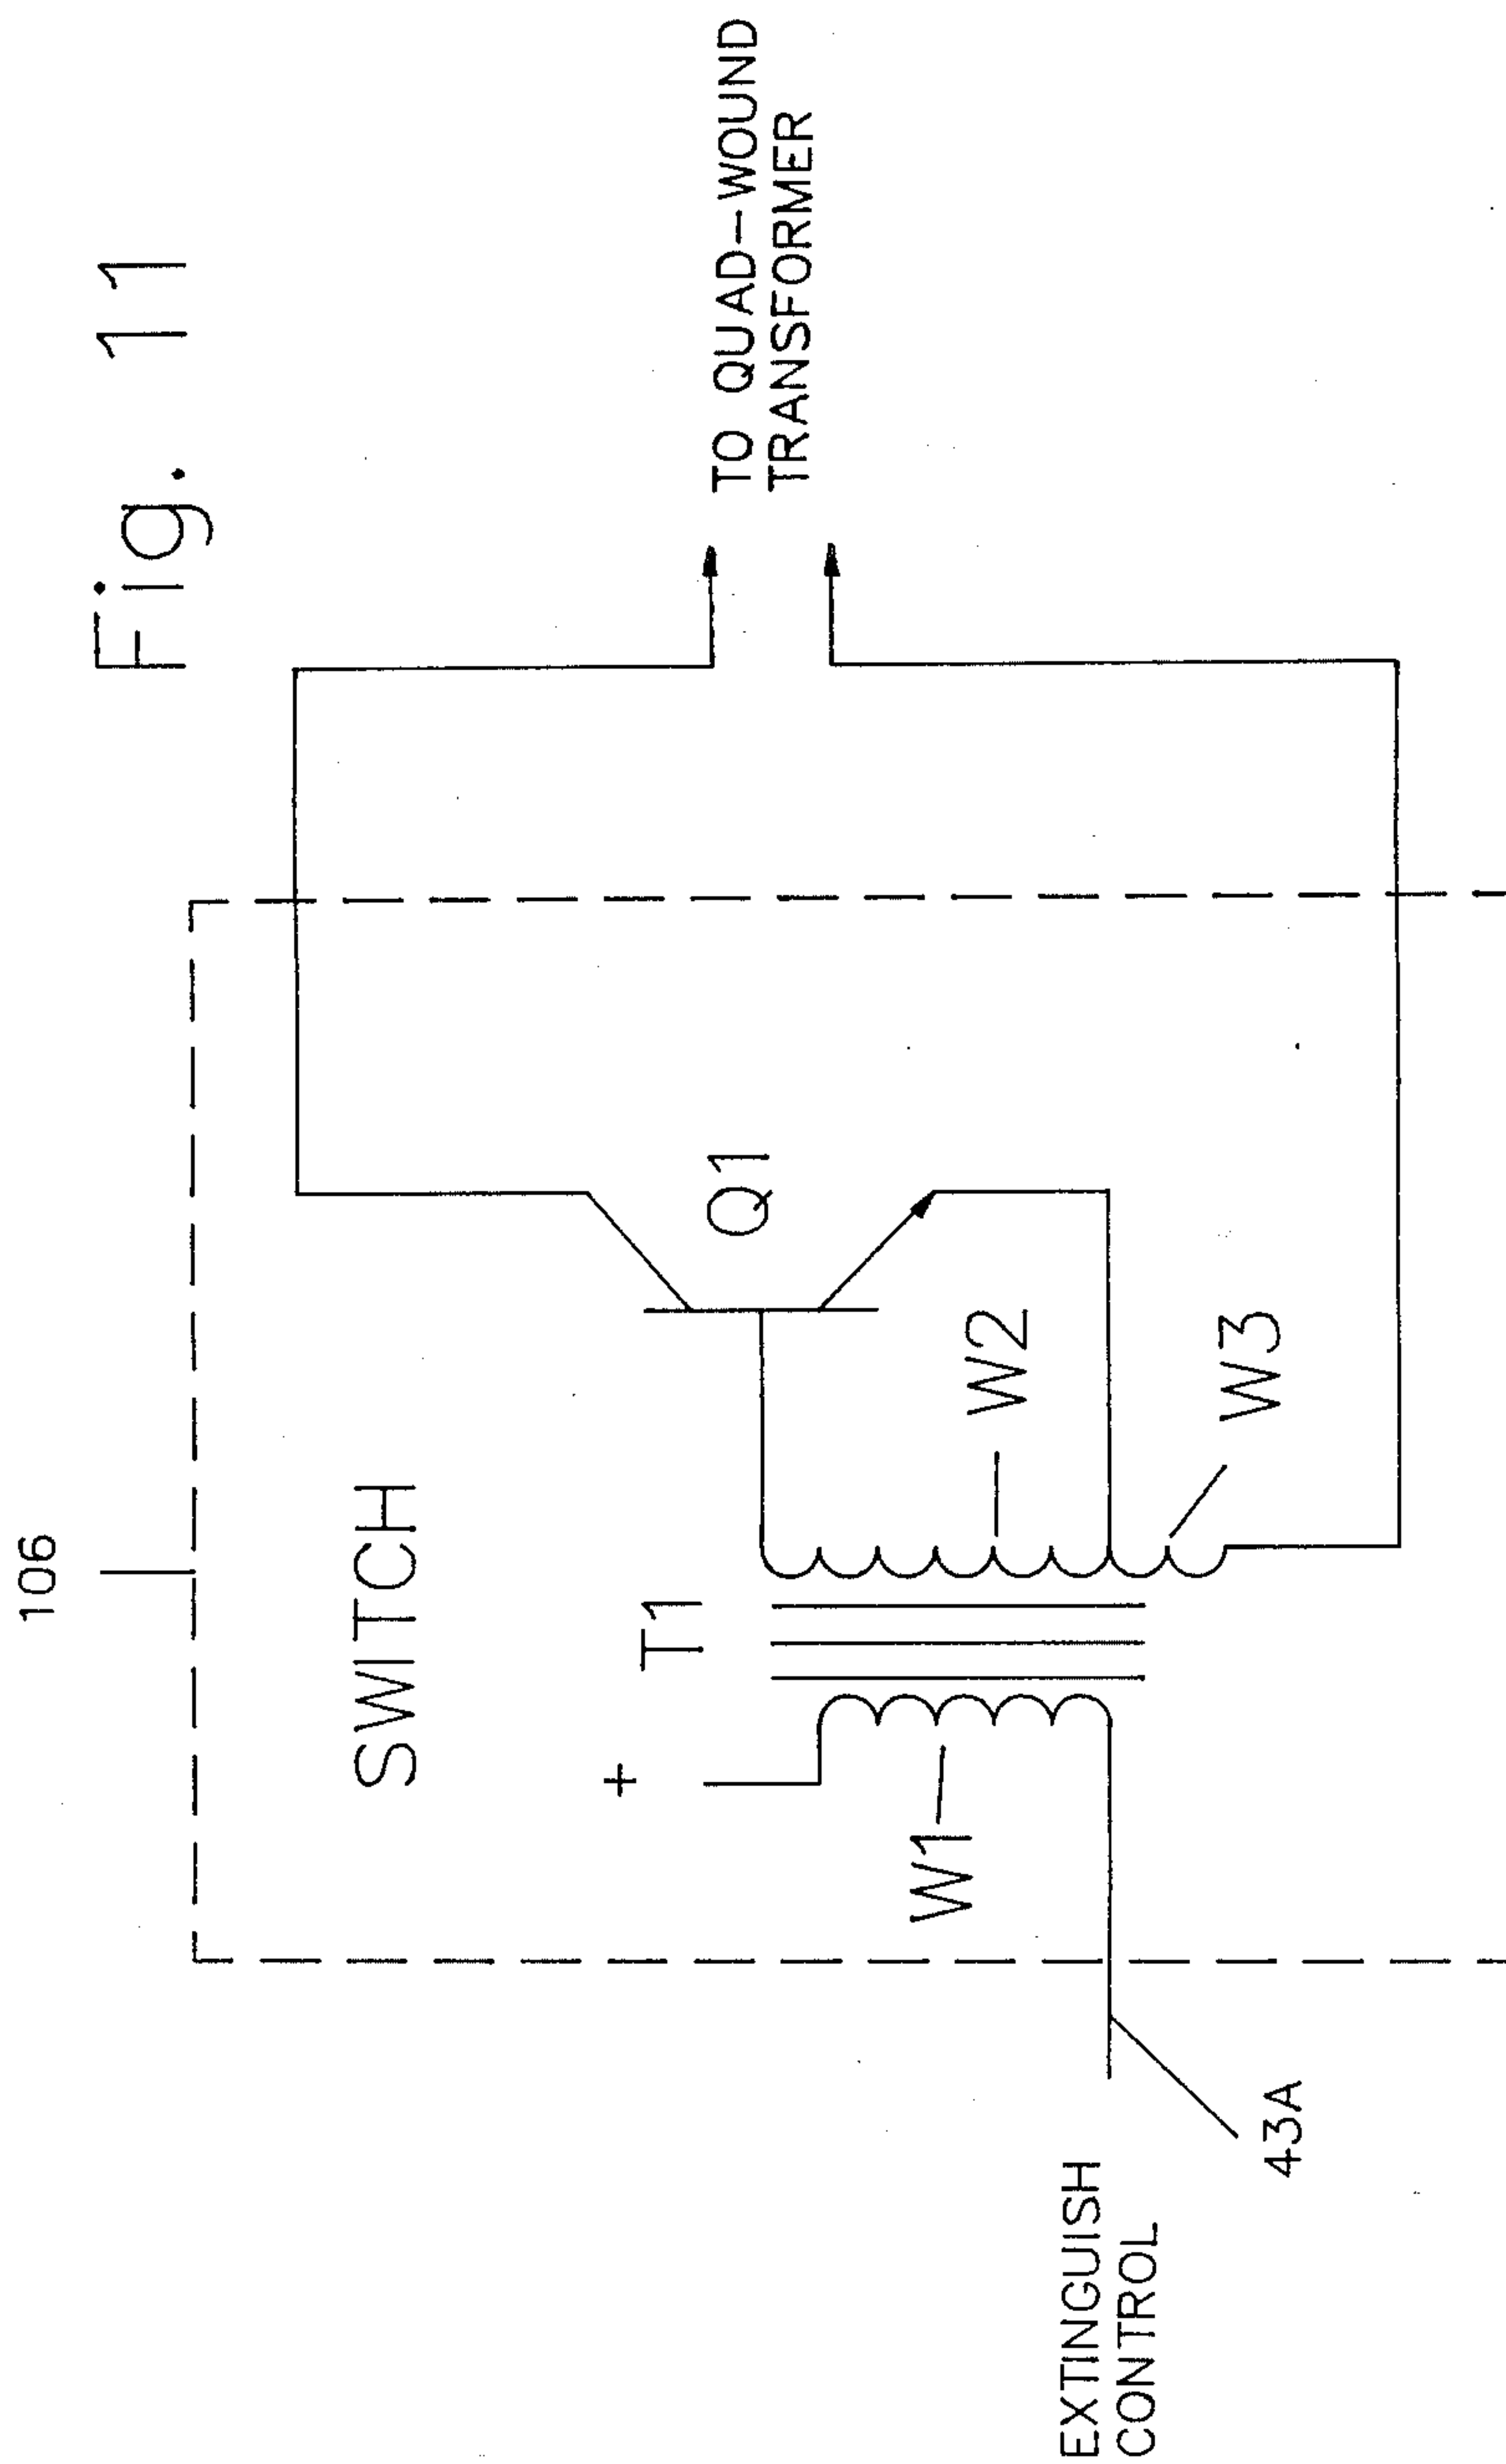 Fig. 11
106
SWITCH
T1
+
W1
Q1
W2
W3
TO QUAD-WOUND
TRANSFORMER
EXTINGUISH
CONTROL
43A